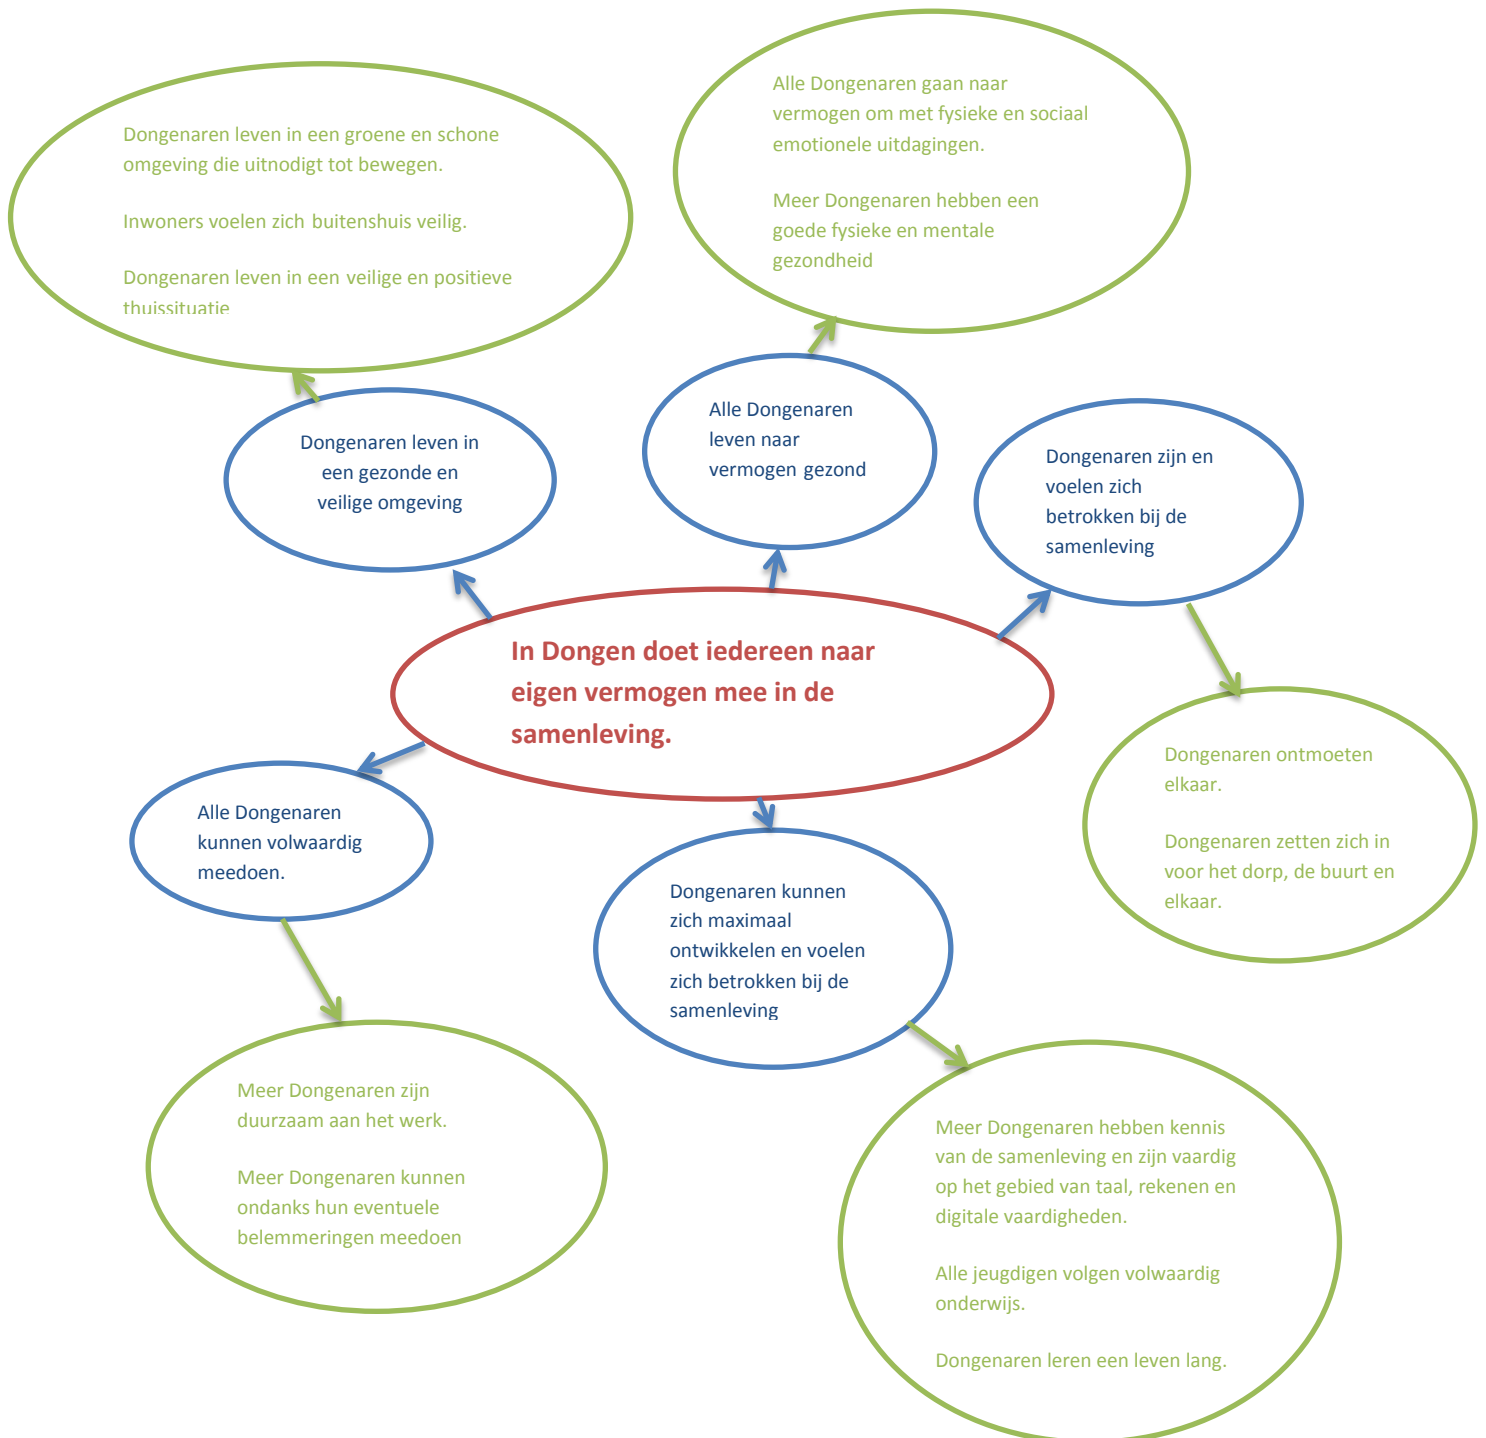 Alle Dongenaren gaan naar
vermogen om met fysieke en sociaal
emotionele uitdagingen.
Meer Dongenaren hebben een
goede fysieke en mentale
gezondheid
Dongenaren leven in een groene en schone
omgeving die uitnodigt tot bewegen.
Inwoners voelen zich buitenshuis veilig.
Dongenaren leven in een veilige en positieve
thuissituatie
Alle Dongenaren
leven naar
vermogen gezond
Dongenaren leven in
een gezonde en
veilige omgeving
Dongenaren zijn en
voelen zich
betrokken bij de
samenleving
In Dongen doet iedereen naar
eigen vermogen mee in de
samenleving.
Dongenaren ontmoeten
elkaar.
Dongenaren zetten zich in
voor het dorp, de buurt en
elkaar.
Alle Dongenaren
kunnen volwaardig
meedoen.
Dongenaren kunnen
zich maximaal
ontwikkelen en voelen
zich betrokken bij de
samenleving
Meer Dongenaren zijn
duurzaam aan het werk.
Meer Dongenaren kunnen
ondanks hun eventuele
belemmeringen meedoen
Meer Dongenaren hebben kennis
van de samenleving en zijn vaardig
op het gebied van taal, rekenen en
digitale vaardigheden.
Alle jeugdigen volgen volwaardig
onderwijs.
Dongenaren leren een leven lang.